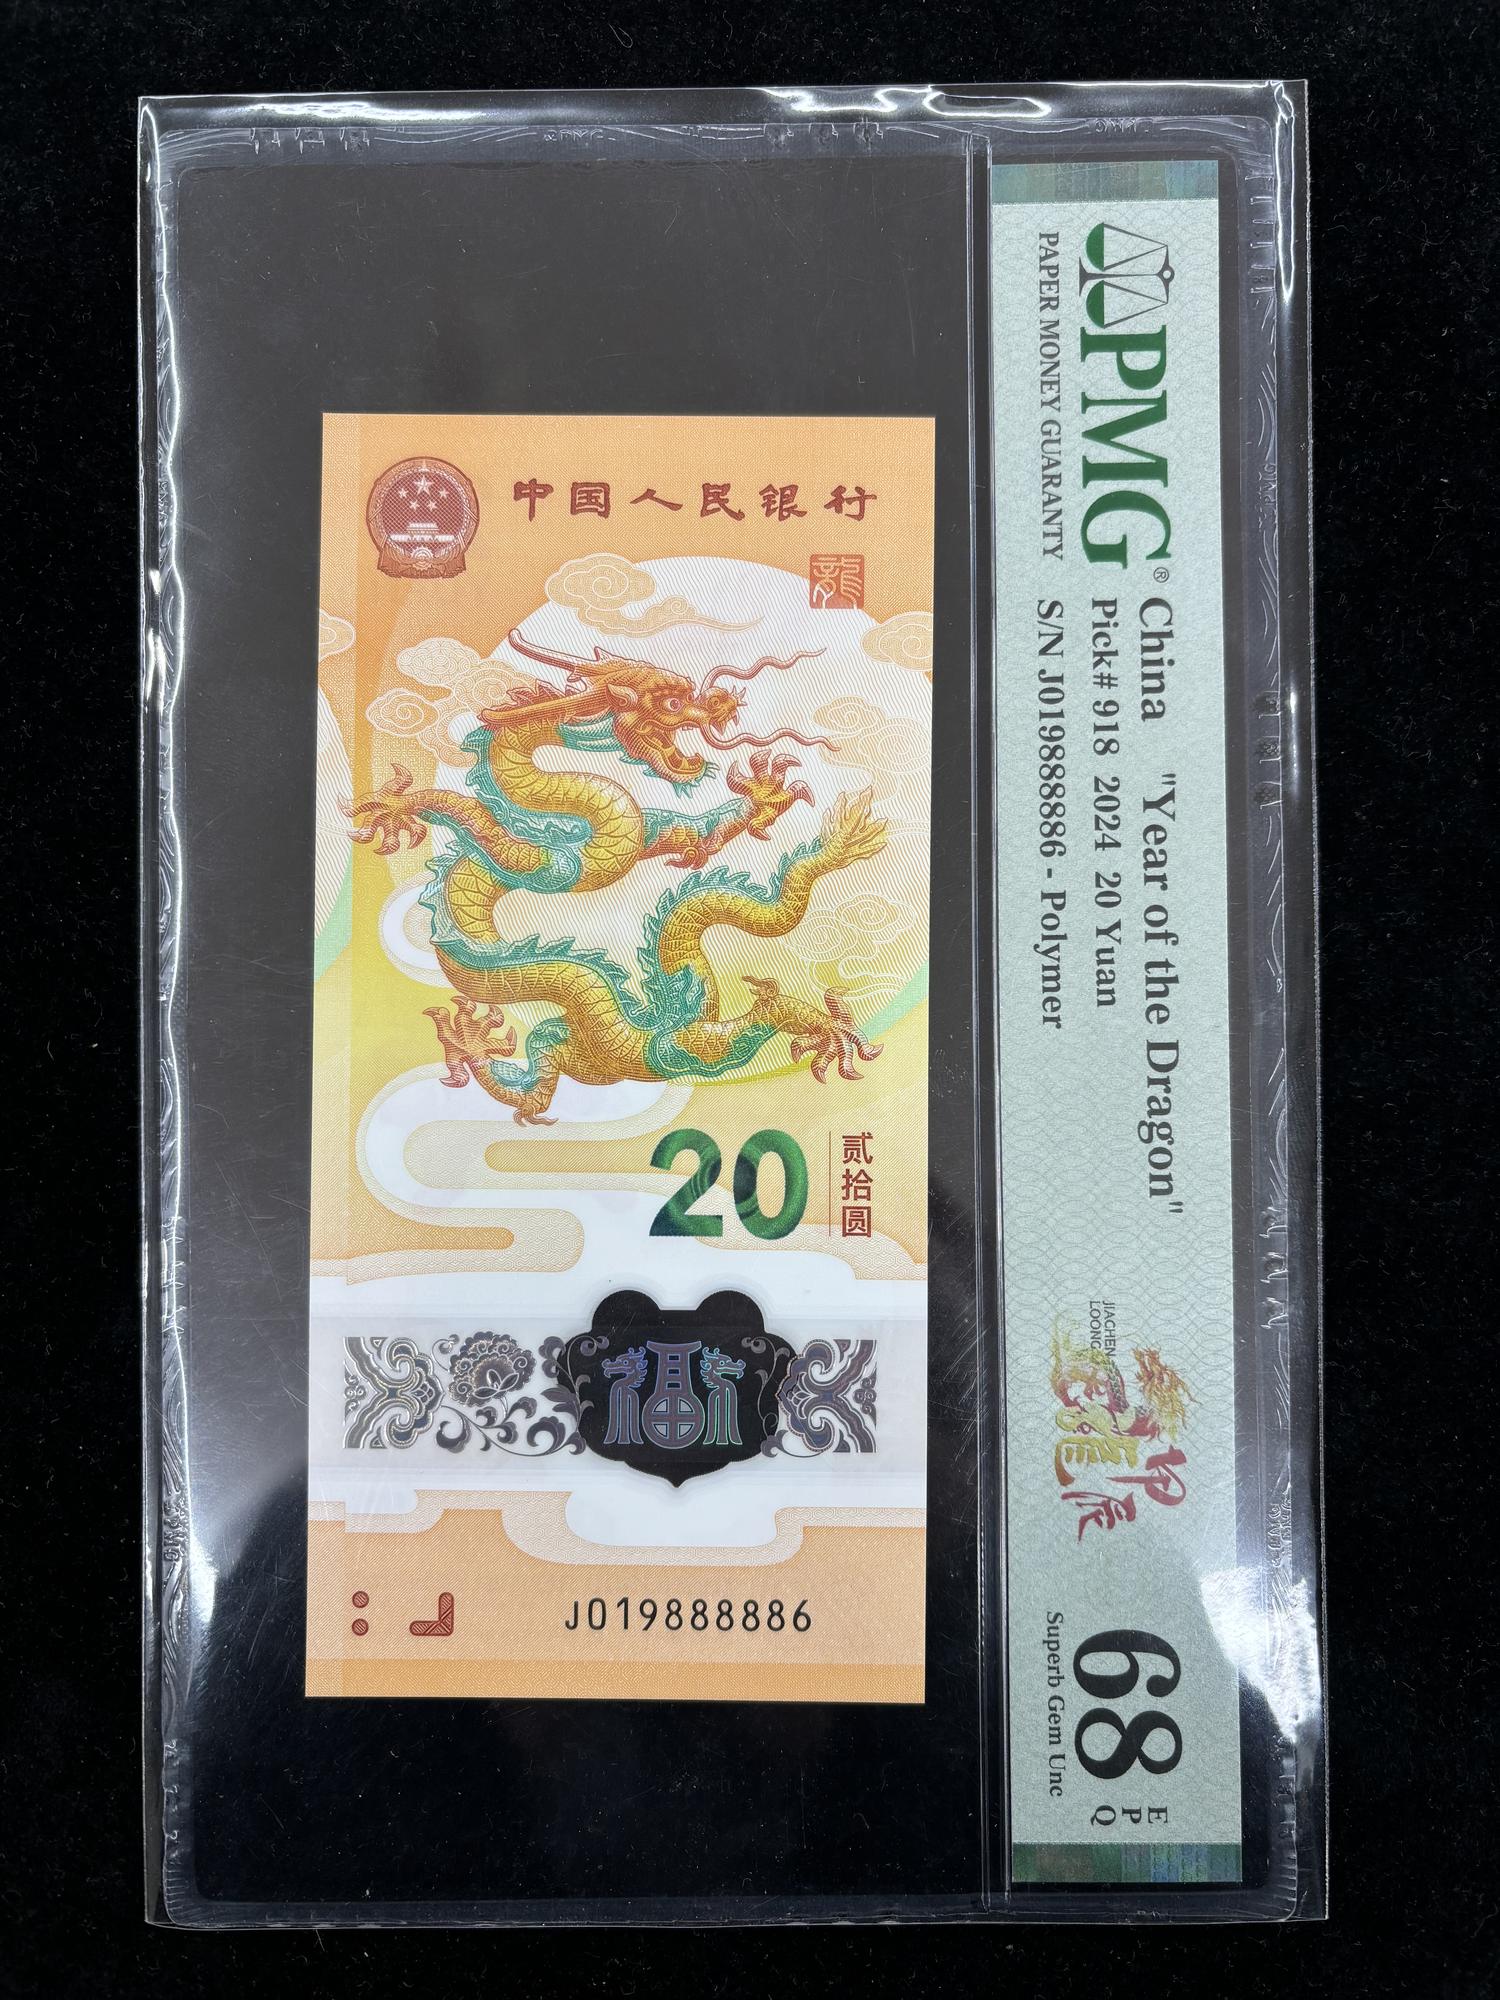 中国人民银行
龍
20
贰拾圆
福
J019888886
PMG®
PAPER MONEY GUARANTY
China "Year of the Dragon"
Pick# 918 2024 20 Yuan
S/N J019888886 - Polymer
JIACHEN
LOONG
甲辰
龍
68
EPQ
Superb Gem Unc